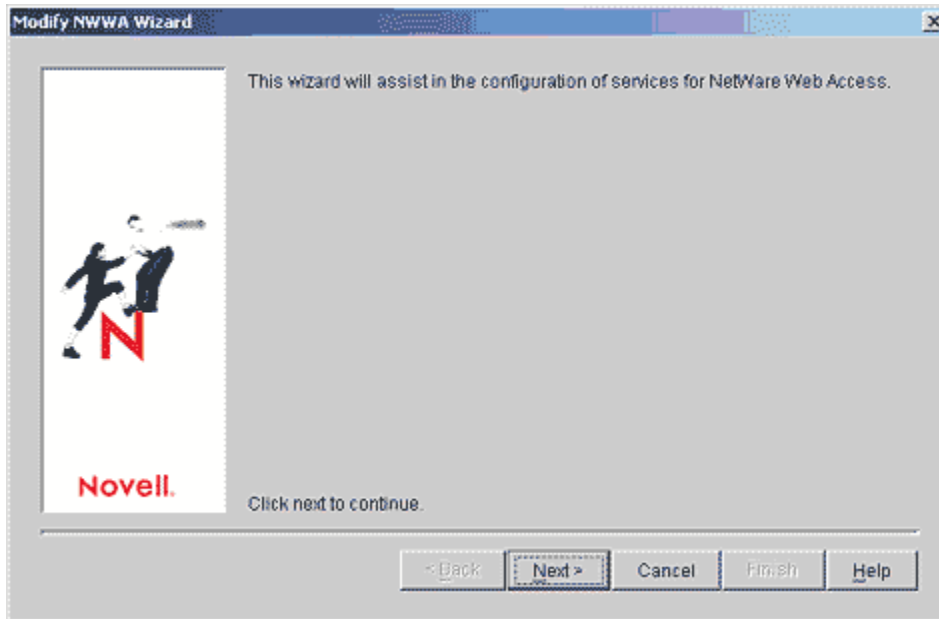 Modify NWWA Wizard
This wizard will assist in the configuration of services for NetWare Web Access.
N
Novell.
Click next to continue.
< Back
Next >
Cancel
Finish
Help